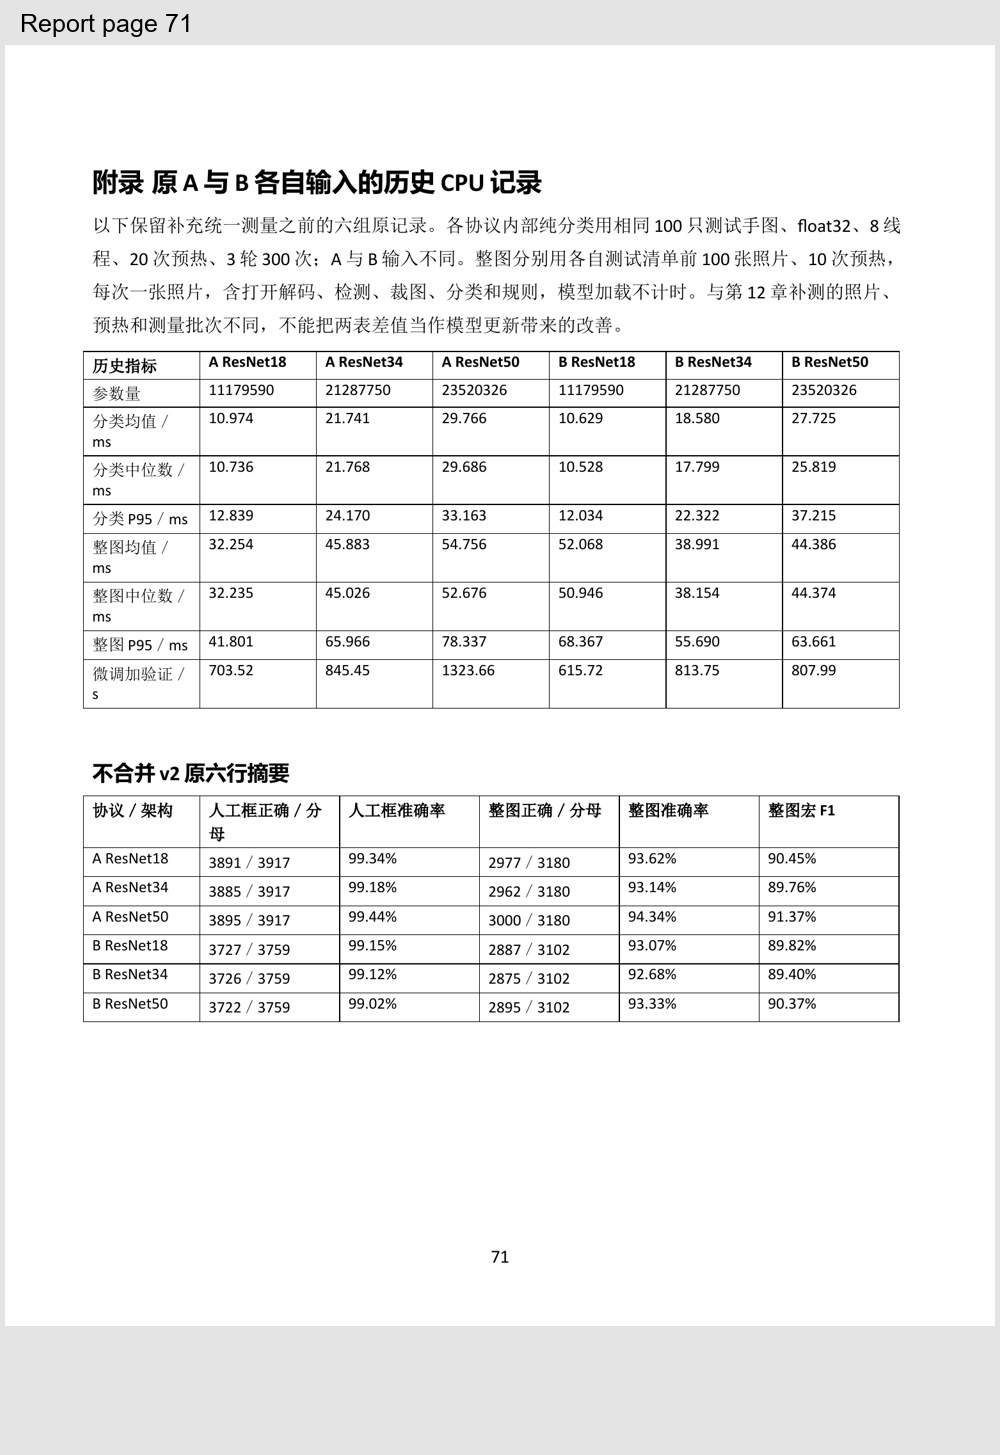 Report page 71
附录 原 A 与 B 各自输入的历史 CPU 记录
以下保留补充统一测量之前的六组原记录。各协议内部纯分类用相同 100 只测试手图、float32、8 线
程、20 次预热、3 轮 300 次；A 与 B 输入不同。整图分别用各自测试清单前 100 张照片、10 次预热，
每次一张照片，含打开解码、检测、裁图、分类和规则，模型加载不计时。与第 12 章补测的照片、
预热和测量批次不同，不能把两表差值当作模型更新带来的改善。
历史指标 A ResNet18 A ResNet34 A ResNet50 B ResNet18 B ResNet34 B ResNet50
参数量 11179590 21287750 23520326 11179590 21287750 23520326
分类均值／ 10.974 21.741 29.766 10.629 18.580 27.725
ms
分类中位数／ 10.736 21.768 29.686 10.528 17.799 25.819
ms
分类 P95／ms 12.839 24.170 33.163 12.034 22.322 37.215
整图均值／ 32.254 45.883 54.756 52.068 38.991 44.386
ms
整图中位数／ 32.235 45.026 52.676 50.946 38.154 44.374
ms
整图 P95／ms 41.801 65.966 78.337 68.367 55.690 63.661
微调加验证／ 703.52 845.45 1323.66 615.72 813.75 807.99
s
不合并 v2 原六行摘要
协议／架构 人工框正确／分 人工框准确率 整图正确／分母 整图准确率 整图宏 F1
母
A ResNet18 3891／3917 99.34% 2977／3180 93.62% 90.45%
A ResNet34 3885／3917 99.18% 2962／3180 93.14% 89.76%
A ResNet50 3895／3917 99.44% 3000／3180 94.34% 91.37%
B ResNet18 3727／3759 99.15% 2887／3102 93.07% 89.82%
B ResNet34 3726／3759 99.12% 2875／3102 92.68% 89.40%
B ResNet50 3722／3759 99.02% 2895／3102 93.33% 90.37%
71